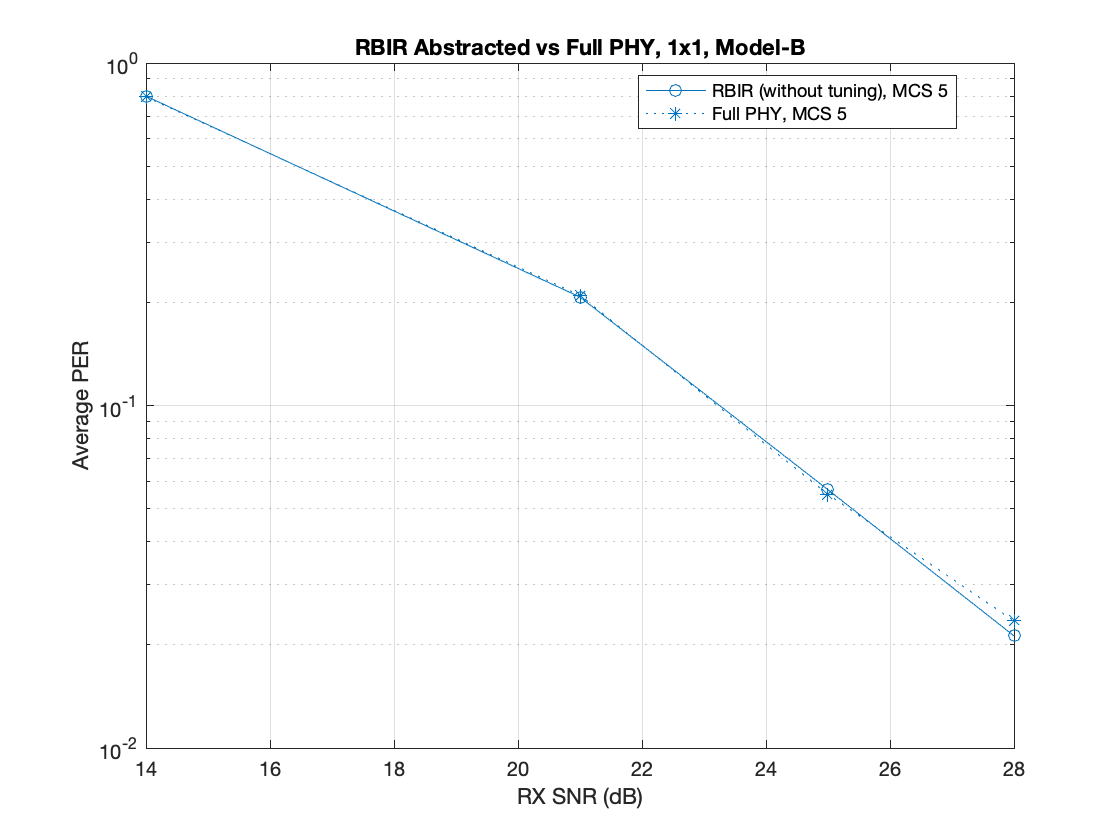 RBIR Abstracted vs Full PHY, 1x1, Model-B
RBIR (without tuning), MCS 5
Full PHY, MCS 5
10^0
10^-1
10^-2
Average PER
14 16 18 20 22 24 26 28
RX SNR (dB)